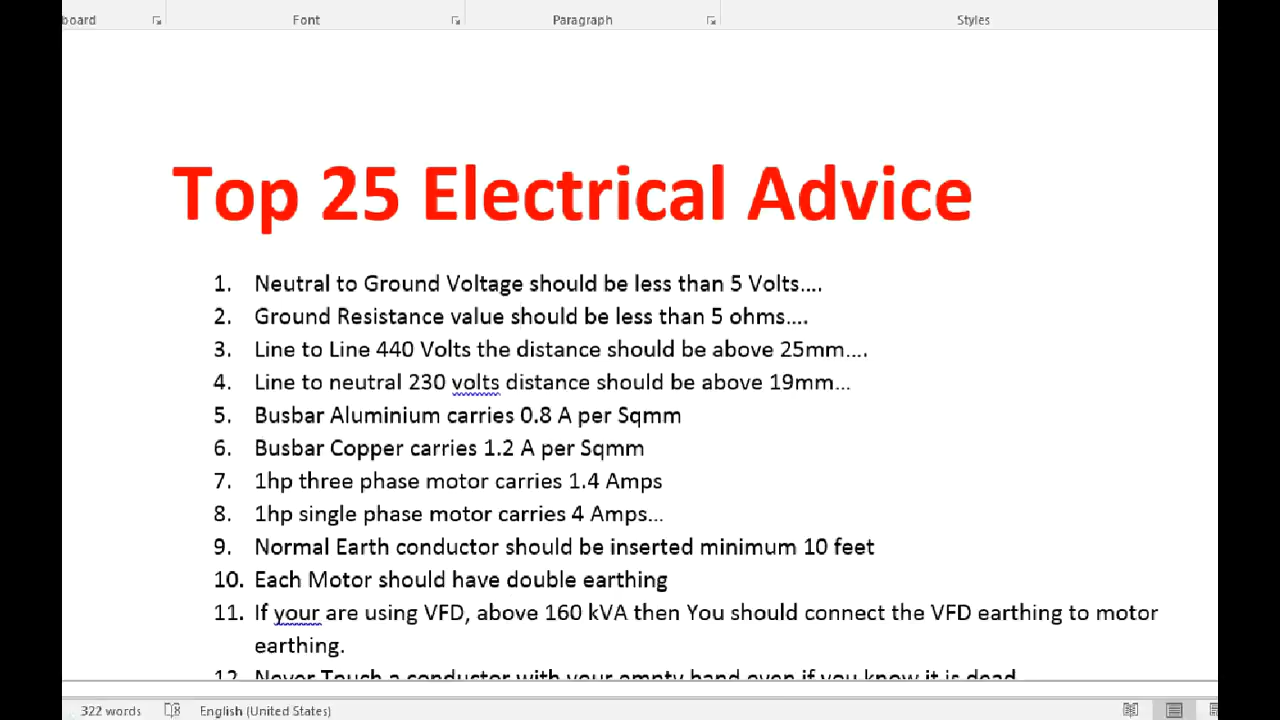 board Font Paragraph Styles
Top 25 Electrical Advice
1. Neutral to Ground Voltage should be less than 5 Volts....
2. Ground Resistance value should be less than 5 ohms....
3. Line to Line 440 Volts the distance should be above 25mm....
4. Line to neutral 230 volts distance should be above 19mm...
5. Busbar Aluminium carries 0.8 A per Sqmm
6. Busbar Copper carries 1.2 A per Sqmm
7. 1hp three phase motor carries 1.4 Amps
8. 1hp single phase motor carries 4 Amps...
9. Normal Earth conductor should be inserted minimum 10 feet
10. Each Motor should have double earthing
11. If your are using VFD, above 160 kVA then You should connect the VFD earthing to motor
earthing.
12. Never Touch a conductor with your empty hand even if you know it is dead
322 words English (United States)